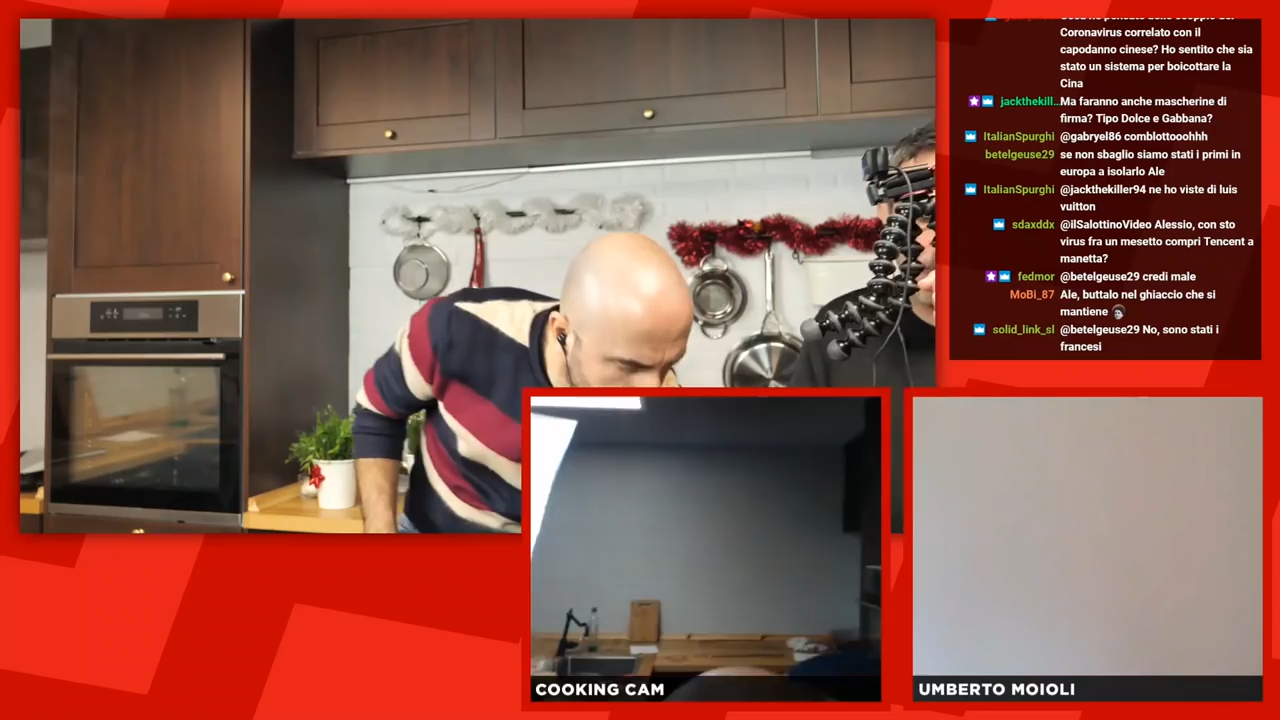 Coronavirus correlato con il
capodanno cinese? Ho sentito che sia
stato un sistema per boicottare la
Cina
jackthekill... Ma faranno anche mascherine di
firma? Tipo Dolce e Gabbana?
ItalianSpurghi @gabryel86 comblottooohhh
betelgeuse29 se non sbaglio siamo stati i primi in
europa a isolarlo Ale
ItalianSpurghi @jackthekiller94 ne ho viste di luis
vuitton
sdaxddx @ilSalottinoVideo Alessio, con sto
virus fra un mesetto compri Tencent a
manetta?
fedmor @betelgeuse29 credi male
MoBi_87 Ale, buttalo nel ghiaccio che si
mantiene
solid_link_sl @betelgeuse29 No, sono stati i
francesi
COOKING CAM
UMBERTO MOIOLI